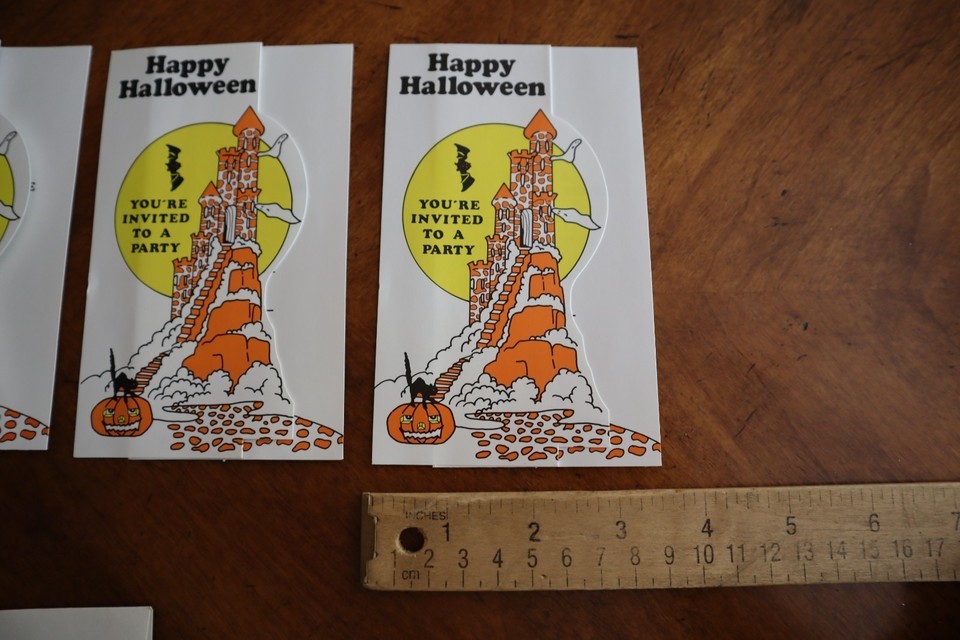 Happy
Halloween
YOU'RE
INVITED
TO A
PARTY
Happy
Halloween
YOU'RE
INVITED
TO A
PARTY
INCHES
1 2 3 4 5 6 7
1 2 3 4 5 6 7 8 9 10 11 12 13 14 15 16 17
cm